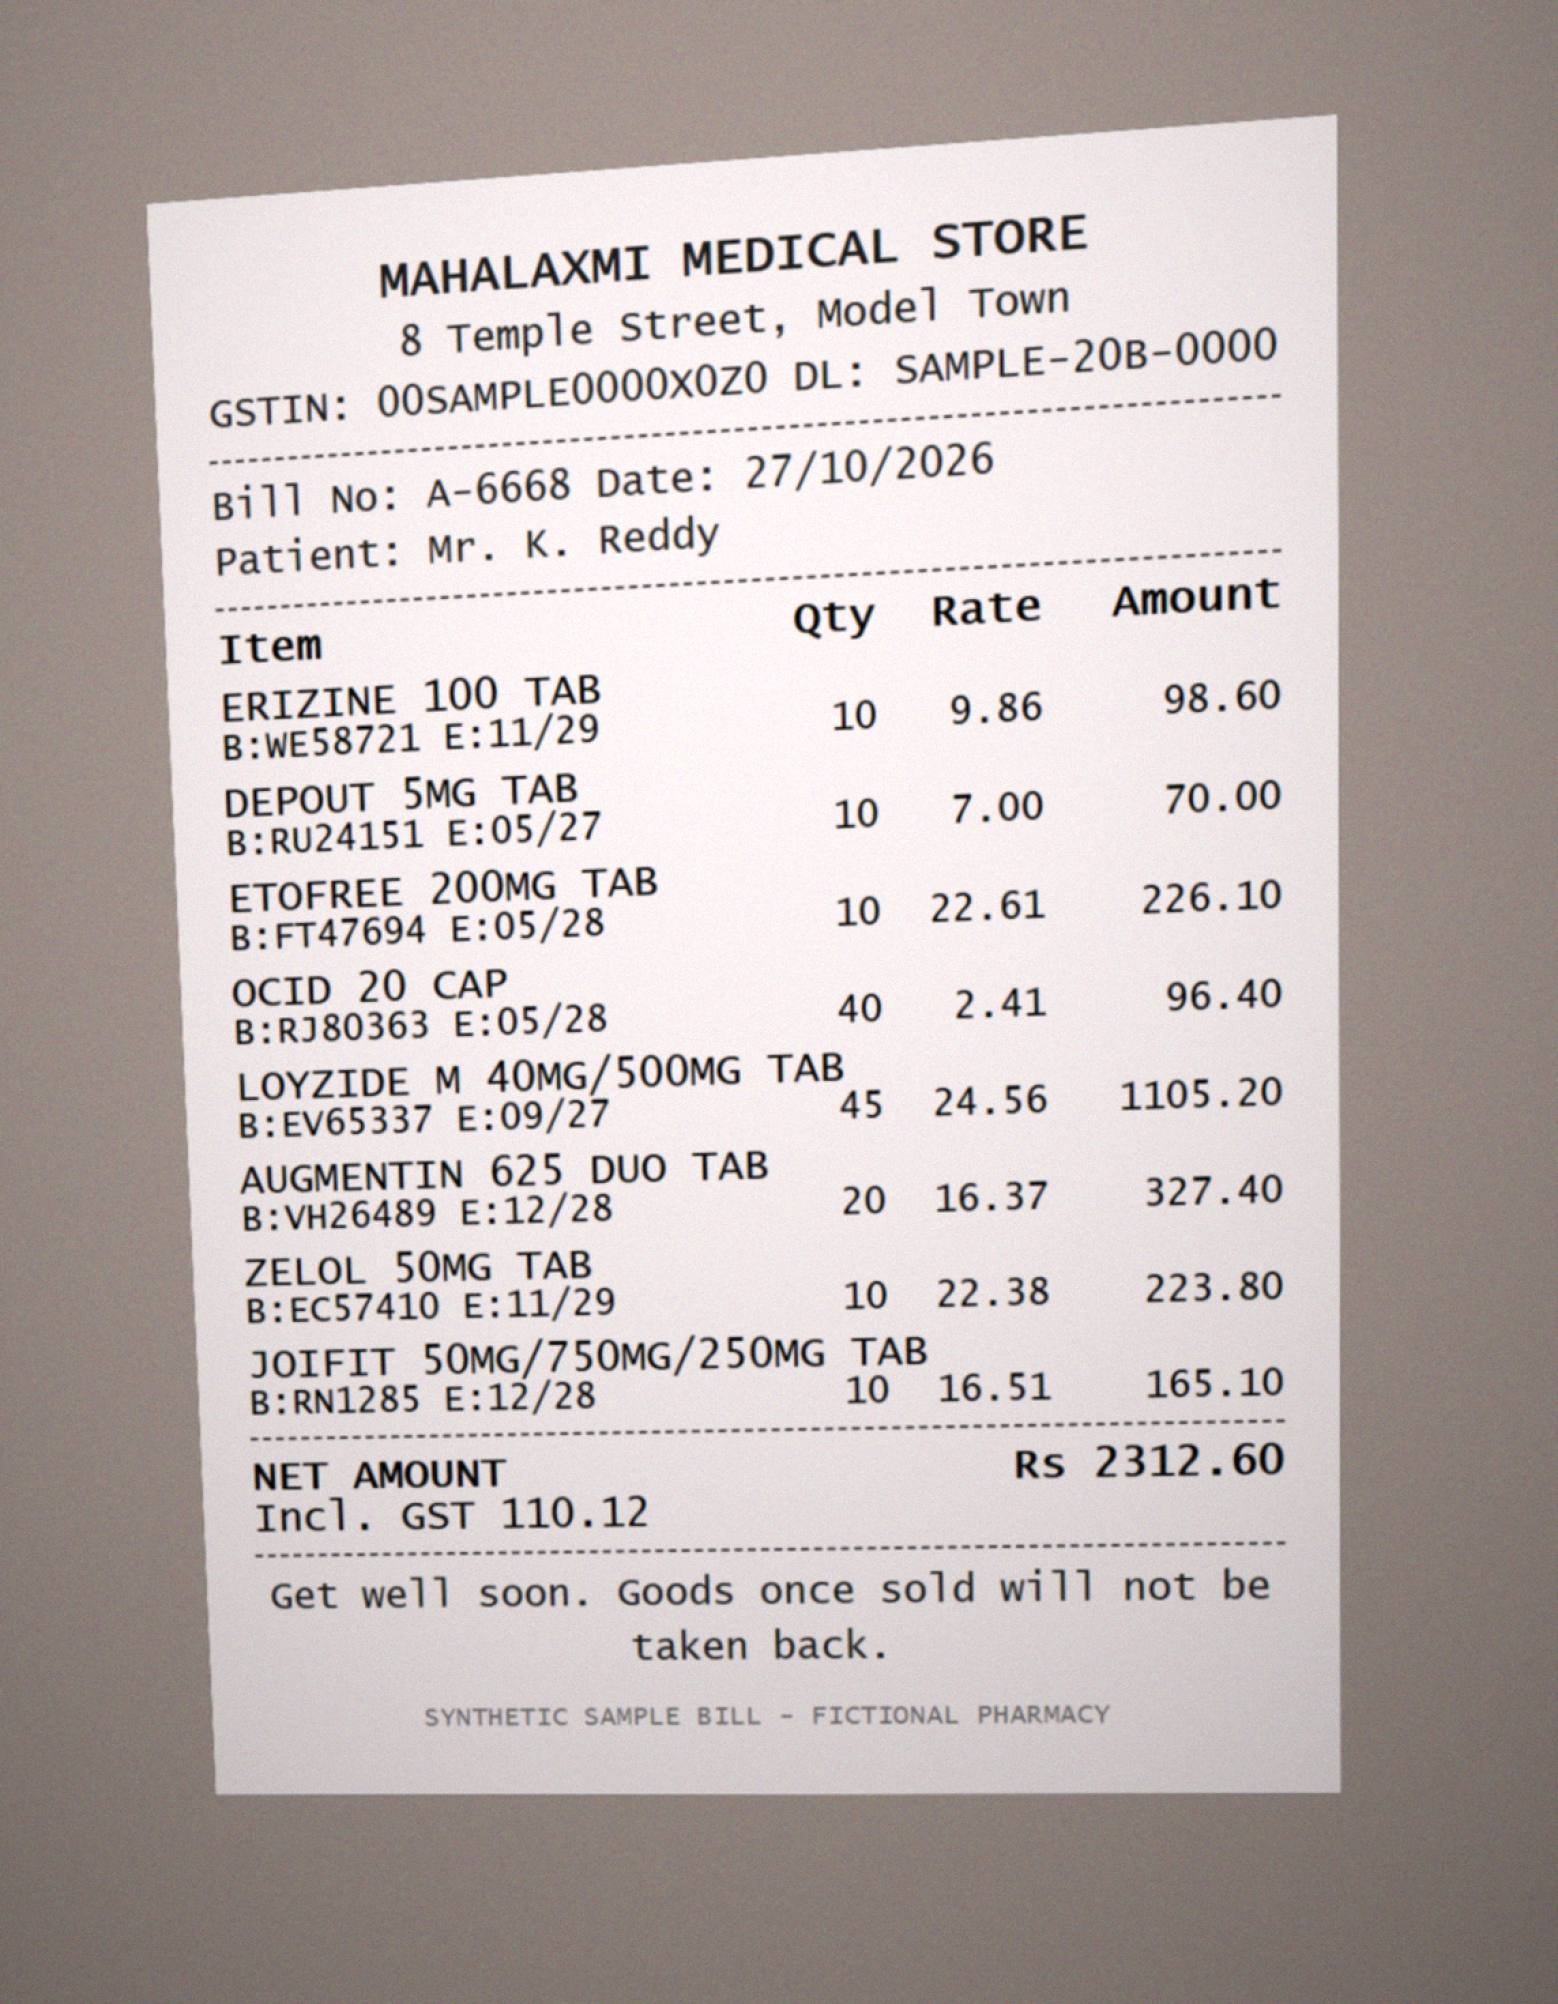 MAHALAXMI MEDICAL STORE
8 Temple Street, Model Town
GSTIN: 00SAMPLE0000X0Z0 DL: SAMPLE-20B-0000
Bill No: A-6668 Date: 27/10/2026
Patient: Mr. K. Reddy
Item Qty Rate Amount
ERIZINE 100 TAB
B:WE58721 E:11/29 10 9.86 98.60
DEPOUT 5MG TAB
B:RU24151 E:05/27 10 7.00 70.00
ETOFREE 200MG TAB
B:FT47694 E:05/28 10 22.61 226.10
OCID 20 CAP
B:RJ80363 E:05/28 40 2.41 96.40
LOYZIDE M 40MG/500MG TAB
B:EV65337 E:09/27 45 24.56 1105.20
AUGMENTIN 625 DUO TAB
B:VH26489 E:12/28 20 16.37 327.40
ZELOL 50MG TAB
B:EC57410 E:11/29 10 22.38 223.80
JOIFIT 50MG/750MG/250MG TAB
B:RN1285 E:12/28 10 16.51 165.10
NET AMOUNT Rs 2312.60
Incl. GST 110.12
Get well soon. Goods once sold will not be
taken back.
SYNTHETIC SAMPLE BILL - FICTIONAL PHARMACY